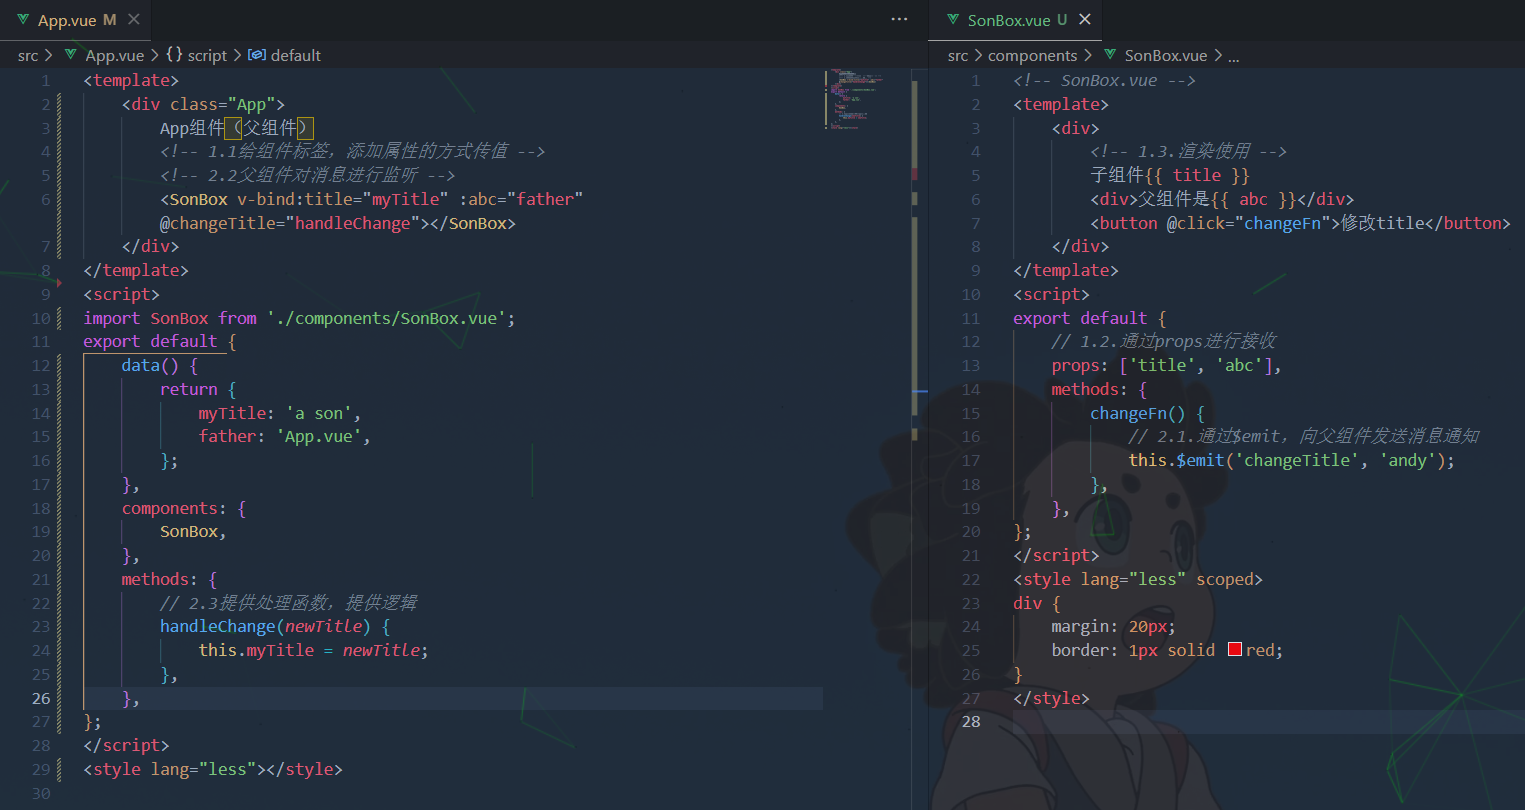 App.vue M
src > App.vue > {} script > default
1 <template>
2 <div class="App">
3 App组件（父组件）
4 <!-- 1.1给组件标签，添加属性的方式传值 -->
5 <!-- 2.2父组件对消息进行监听 -->
6 <SonBox v-bind:title="myTitle" :abc="father"
@changeTitle="handleChange"></SonBox>
7 </div>
8 </template>
9 <script>
10 import SonBox from './components/SonBox.vue';
11 export default {
12 data() {
13 return {
14 myTitle: 'a son',
15 father: 'App.vue',
16 };
17 },
18 components: {
19 SonBox,
20 },
21 methods: {
22 // 2.3提供处理函数，提供逻辑
23 handleChange(newTitle) {
24 this.myTitle = newTitle;
25 },
26 },
27 };
28 </script>
29 <style lang="less"></style>
30
SonBox.vue U
src > components > SonBox.vue > ...
1 <!-- SonBox.vue -->
2 <template>
3 <div>
4 <!-- 1.3.渲染使用 -->
5 子组件{{ title }}
6 <div>父组件是{{ abc }}</div>
7 <button @click="changeFn">修改title</button>
8 </div>
9 </template>
10 <script>
11 export default {
12 // 1.2.通过props进行接收
13 props: ['title', 'abc'],
14 methods: {
15 changeFn() {
16 // 2.1.通过$emit，向父组件发送消息通知
17 this.$emit('changeTitle', 'andy');
18 },
19 },
20 };
21 </script>
22 <style lang="less" scoped>
23 div {
24 margin: 20px;
25 border: 1px solid red;
26 }
27 </style>
28